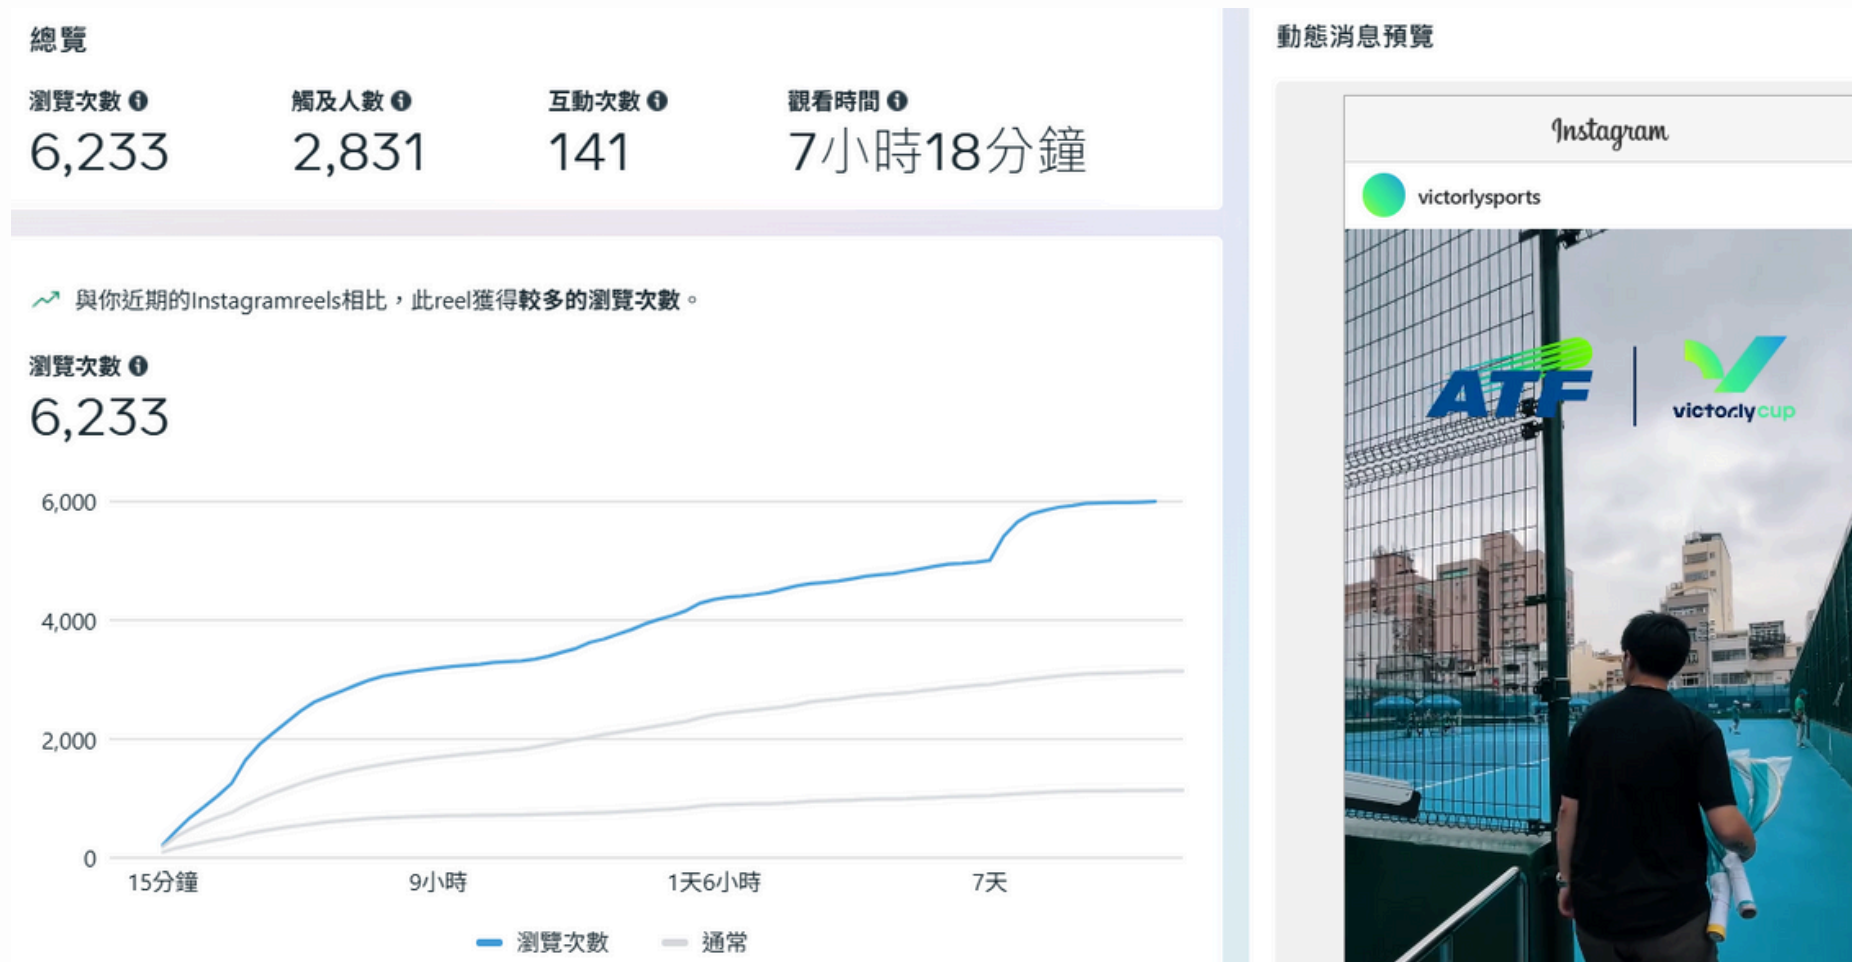 總覽
瀏覽次數
觸及人數
互動次數
觀看時間
6,233
2,831
141
7小時18分鐘
與你近期的Instagramreels相比，此reel獲得較多的瀏覽次數。
瀏覽次數
6,233
6,000
4,000
2,000
0
15分鐘
9小時
1天6小時
7天
瀏覽次數
通常
動態消息預覽
Instagram
victorlysports
ATF
victorly cup